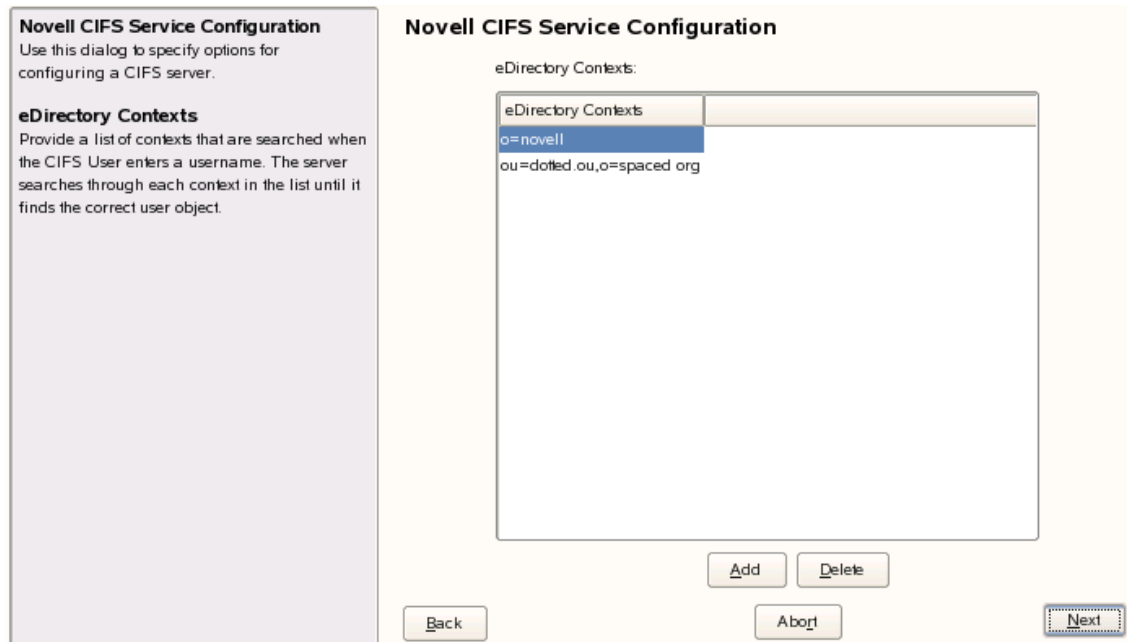 Novell CIFS Service Configuration
Use this dialog to specify options for
configuring a CIFS server.
eDirectory Contexts
Provide a list of contexts that are searched when
the CIFS User enters a username. The server
searches through each context in the list until it
finds the correct user object.
Novell CIFS Service Configuration
eDirectory Contexts:
eDirectory Contexts
o=novell
ou=dotted.ou,o=spaced org
Add
Delete
Back
Abort
Next